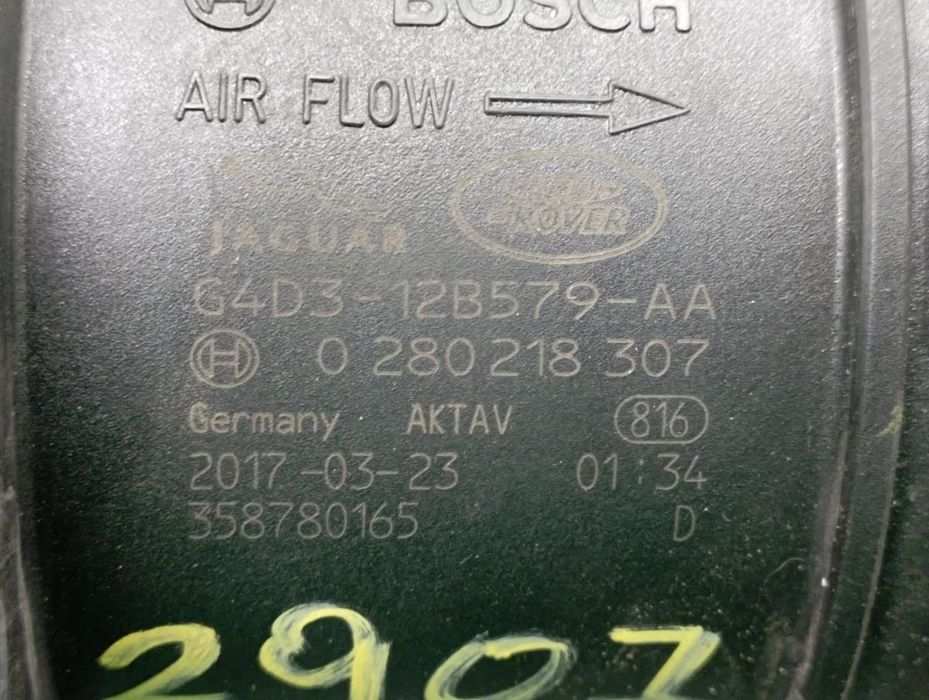 BOSCH
AIR FLOW
JAGUAR
ROVER
G4D3-12B579-AA
0 280 218 307
Germany AKTAV 816
2017-03-23 01:34
358780165 D
2907